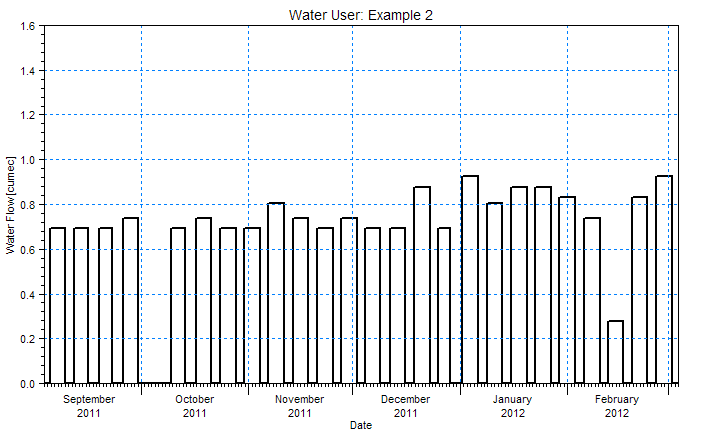 Water User: Example 2
1.6
1.4
1.2
1.0
0.8
0.6
0.4
0.2
0.0
Water Flow [cumec]
September October November December January February
2011 2011 2011 2011 2012 2012
Date